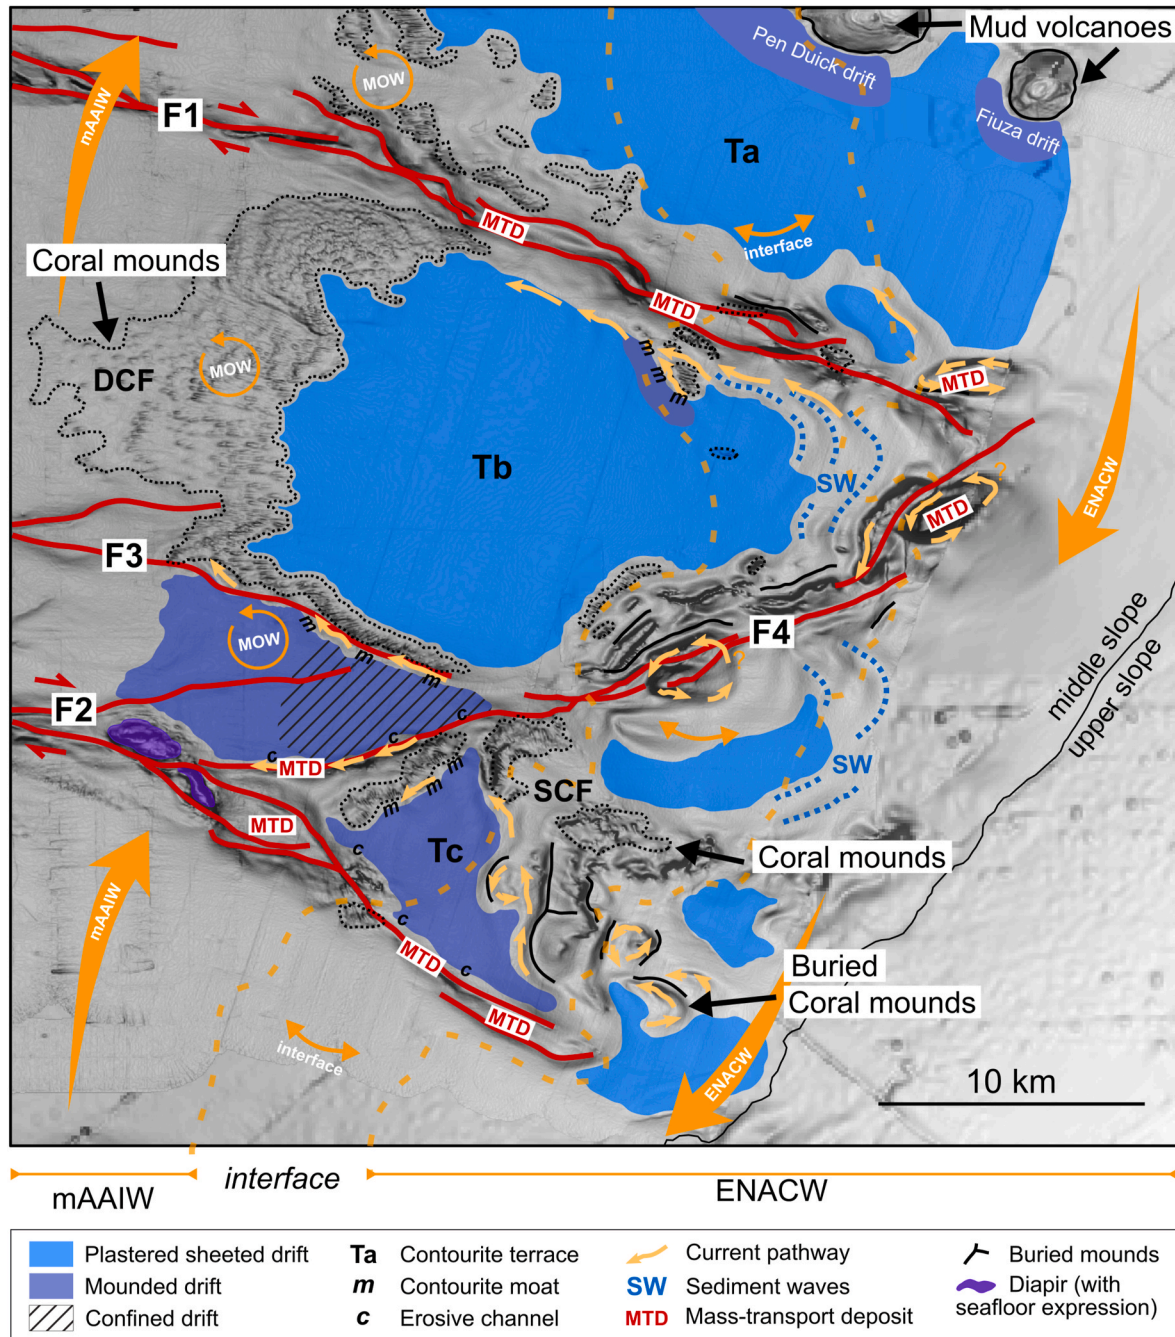 Mud volcanoes
Pen Duick drift
MOW
mAAIW
F1
Fiuza drift
Ta
MTD
interface
Coral mounds
MTD
MOW
DCF
m
m
m
MTD
ENACW
Tb
SW
?
MTD
F3
middle slope
upper slope
MOW
m
m
m
F4
?
F2
c
c
MTD
m
m
m
m
SCF
SW
MTD
c
Tc
Coral mounds
mAAIW
c
MTD
c
Buried
Coral mounds
MTD
interface
ENACW
10 km
mAAIW
interface
ENACW
Plastered sheeted drift
Mounded drift
Confined drift
Ta Contourite terrace
m Contourite moat
c Erosive channel
Current pathway
SW Sediment waves
MTD Mass-transport deposit
Buried mounds
Diapir (with
seafloor expression)